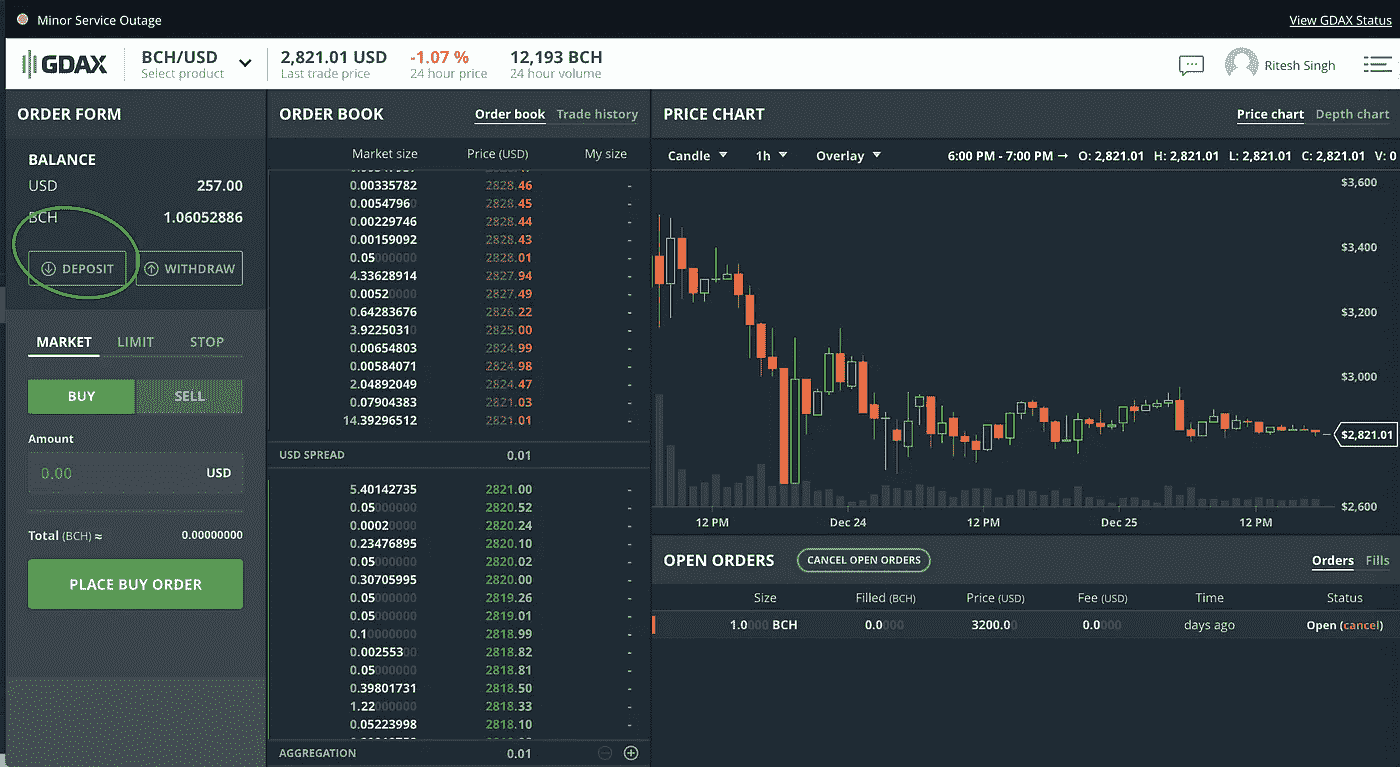 Minor Service Outage View GDAX Status
GDAX BCH/USD 2,821.01 USD -1.07 % 12,193 BCH Ritesh Singh
Select product Last trade price 24 hour price 24 hour volume
ORDER FORM
BALANCE
USD 257.00
BCH 1.06052886
DEPOSIT WITHDRAW
MARKET LIMIT STOP
BUY SELL
Amount
0.00 USD
Total (BCH) ≈ 0.00000000
PLACE BUY ORDER
ORDER BOOK Order book Trade history
Market size Price (USD) My size
0.00335782 2828.46 -
0.00547960 2828.45 -
0.00229746 2828.44 -
0.00159092 2828.43 -
0.05000000 2828.01 -
4.33628914 2827.94 -
0.00520000 2827.49 -
0.64283676 2826.22 -
3.92250310 2825.00 -
0.00654803 2824.99 -
0.00584071 2824.98 -
2.04892049 2824.47 -
0.07904383 2821.03 -
14.39296512 2821.01 -
USD SPREAD 0.01
5.40142735 2821.00 -
0.05000000 2820.52 -
0.00020000 2820.24 -
0.23476895 2820.10 -
0.05000000 2820.02 -
0.30705995 2820.00 -
0.05000000 2819.26 -
0.05000000 2819.01 -
0.10000000 2818.99 -
0.00255300 2818.82 -
0.05000000 2818.81 -
0.39801731 2818.50 -
1.22000000 2818.33 -
0.05223998 2818.10 -
AGGREGATION 0.01
PRICE CHART Price chart Depth chart
Candle 1h Overlay 6:00 PM - 7:00 PM → O: 2,821.01 H: 2,821.01 L: 2,821.01 C: 2,821.01 V: 0
$3,600
$3,400
$3,200
$3,000
$2,821.01
$2,600
12 PM Dec 24 12 PM Dec 25 12 PM
OPEN ORDERS CANCEL OPEN ORDERS Orders Fills
Size Filled (BCH) Price (USD) Fee (USD) Time Status
1.0000 BCH 0.0000 3200.00 0.0000 days ago Open (cancel)